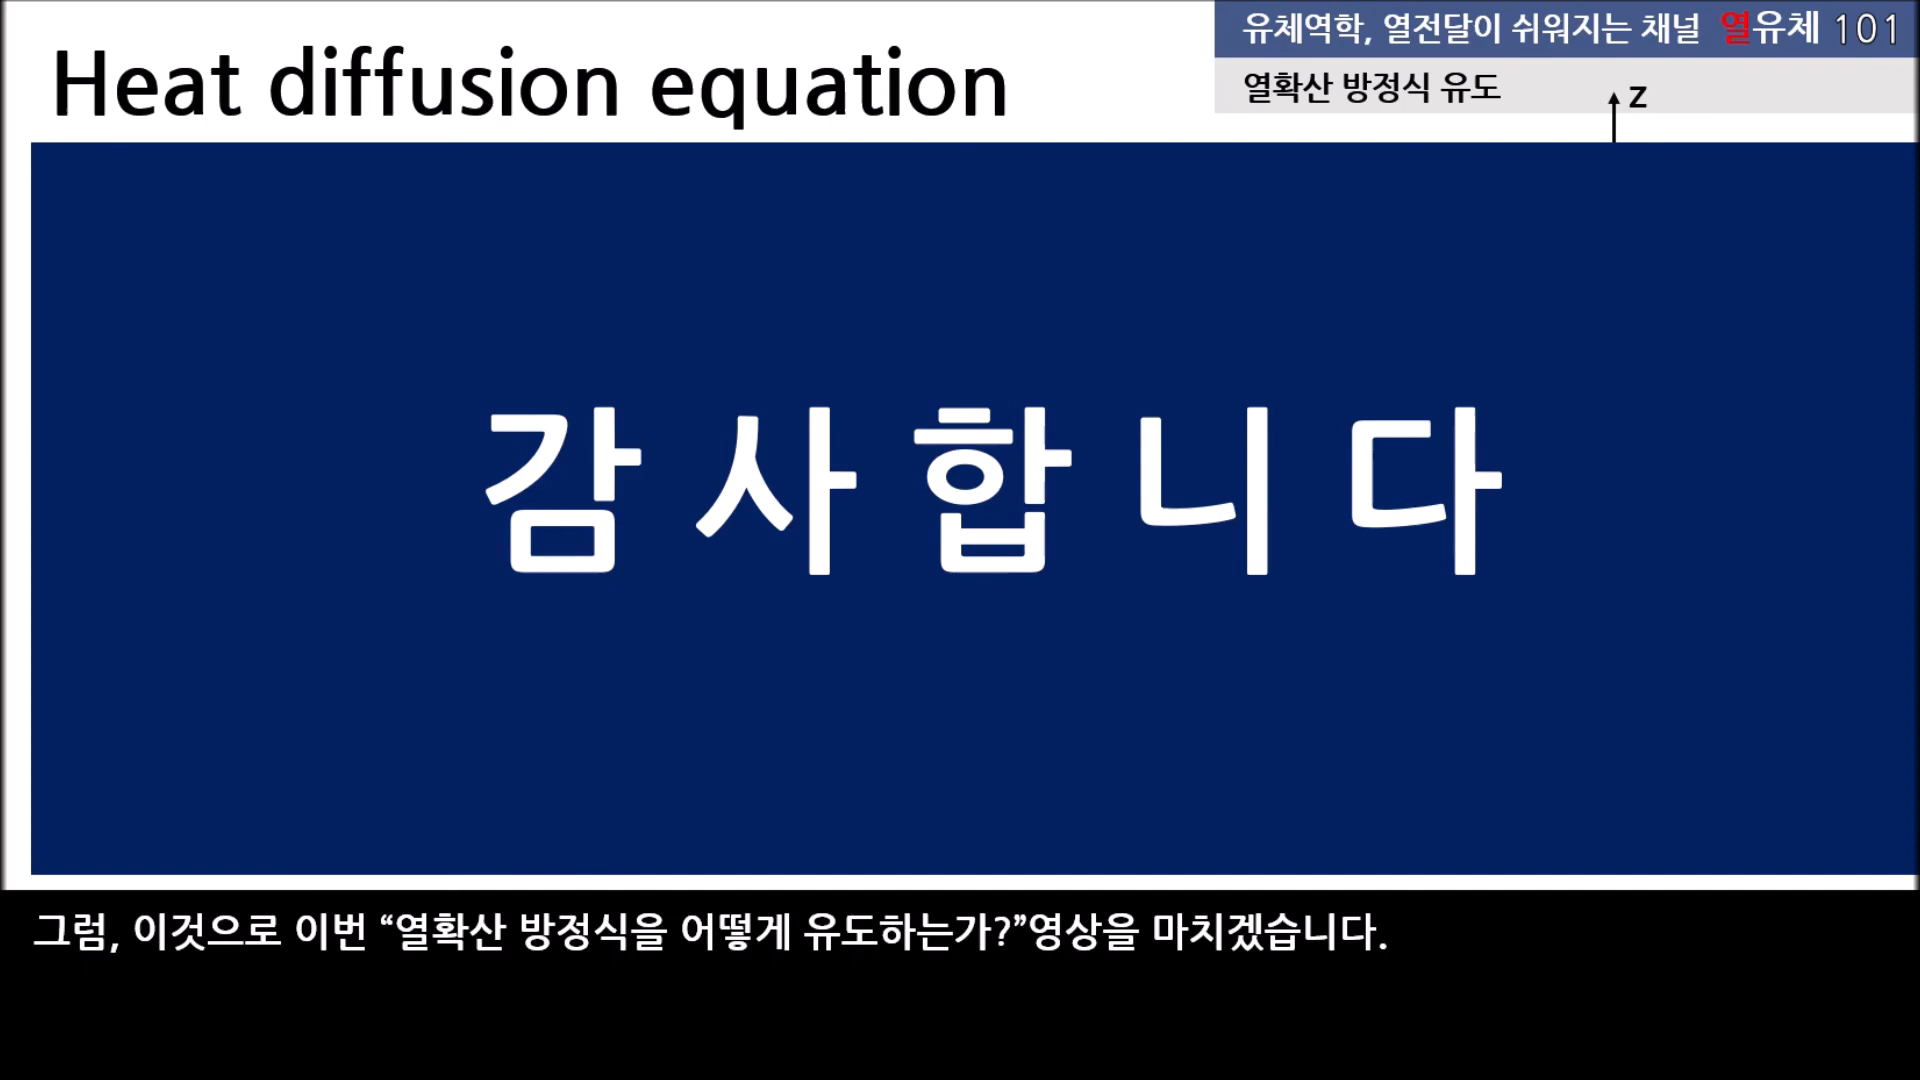 유체역학, 열전달이 쉬워지는 채널 열유체 101
Heat diffusion equation
열확산 방정식 유도
z
감사합니다
그럼, 이것으로 이번 “열확산 방정식을 어떻게 유도하는가?”영상을 마치겠습니다.